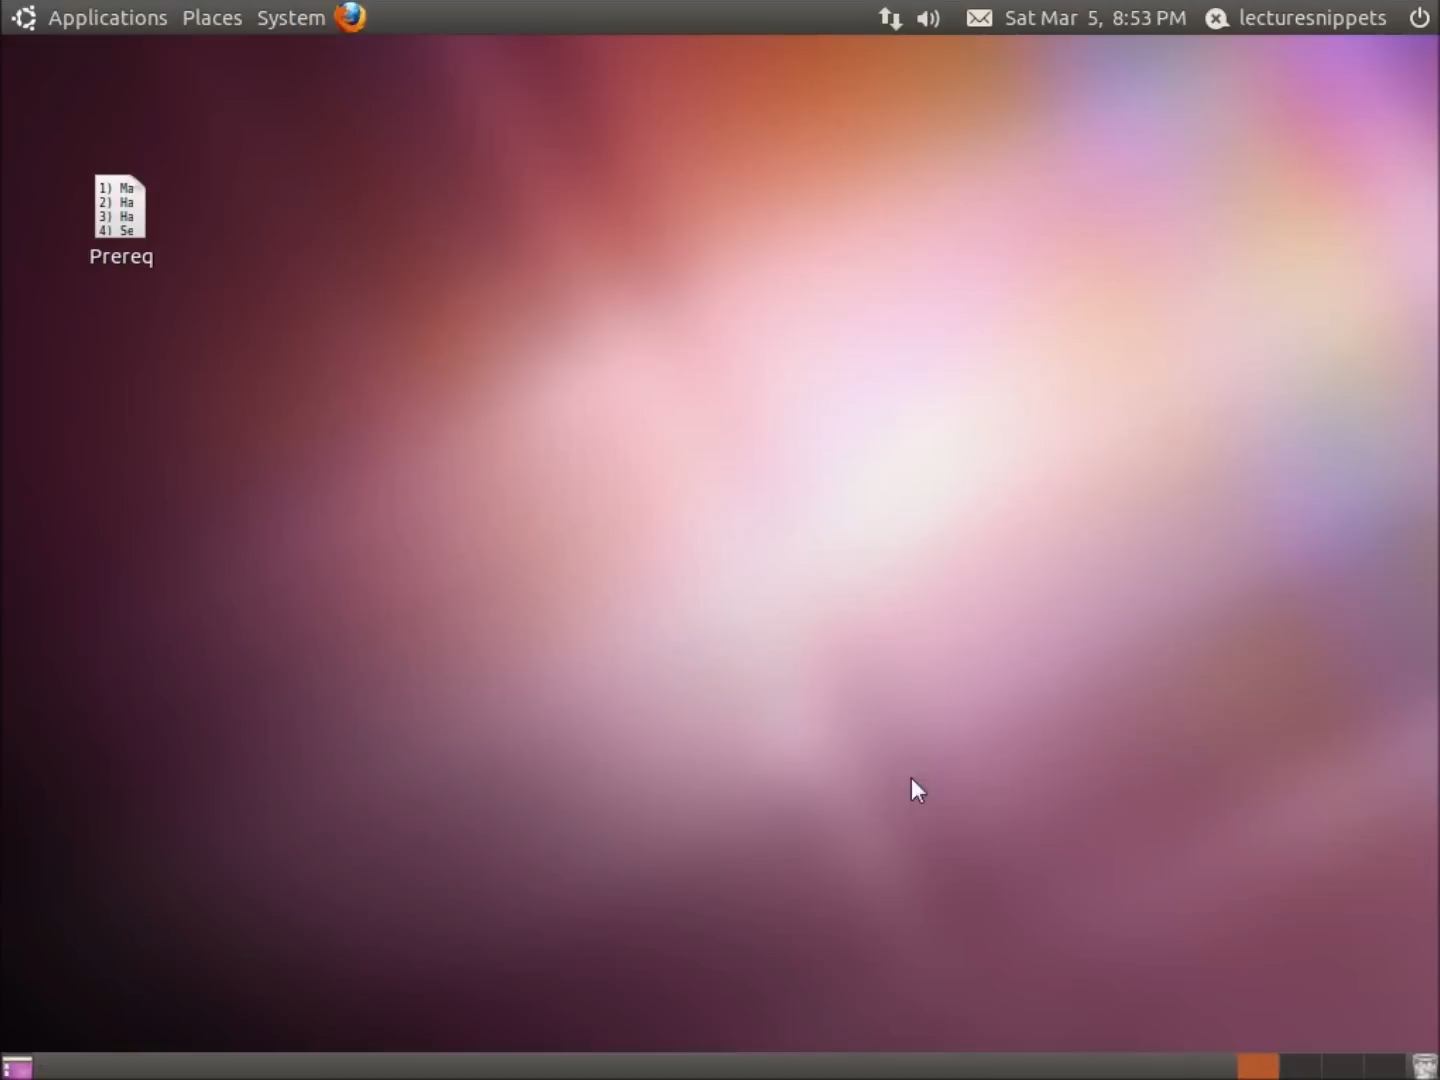 Applications Places System Sat Mar 5, 8:53 PM lecturesnippets
1) Ma
2) Ha
3) Ha
4) Se
Prereq